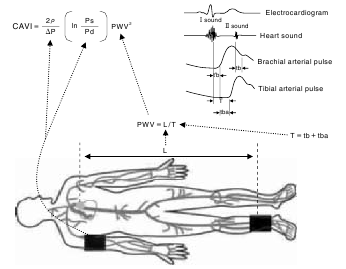 Electrocardiogram
I sound
II sound
Heart sound
CAVI = 2ρ/ΔP (ln Ps/Pd) PWV²
Brachial arterial pulse
tb
tb
Tibial arterial pulse
T
tba
PWV = L/T
T = tb + tba
L